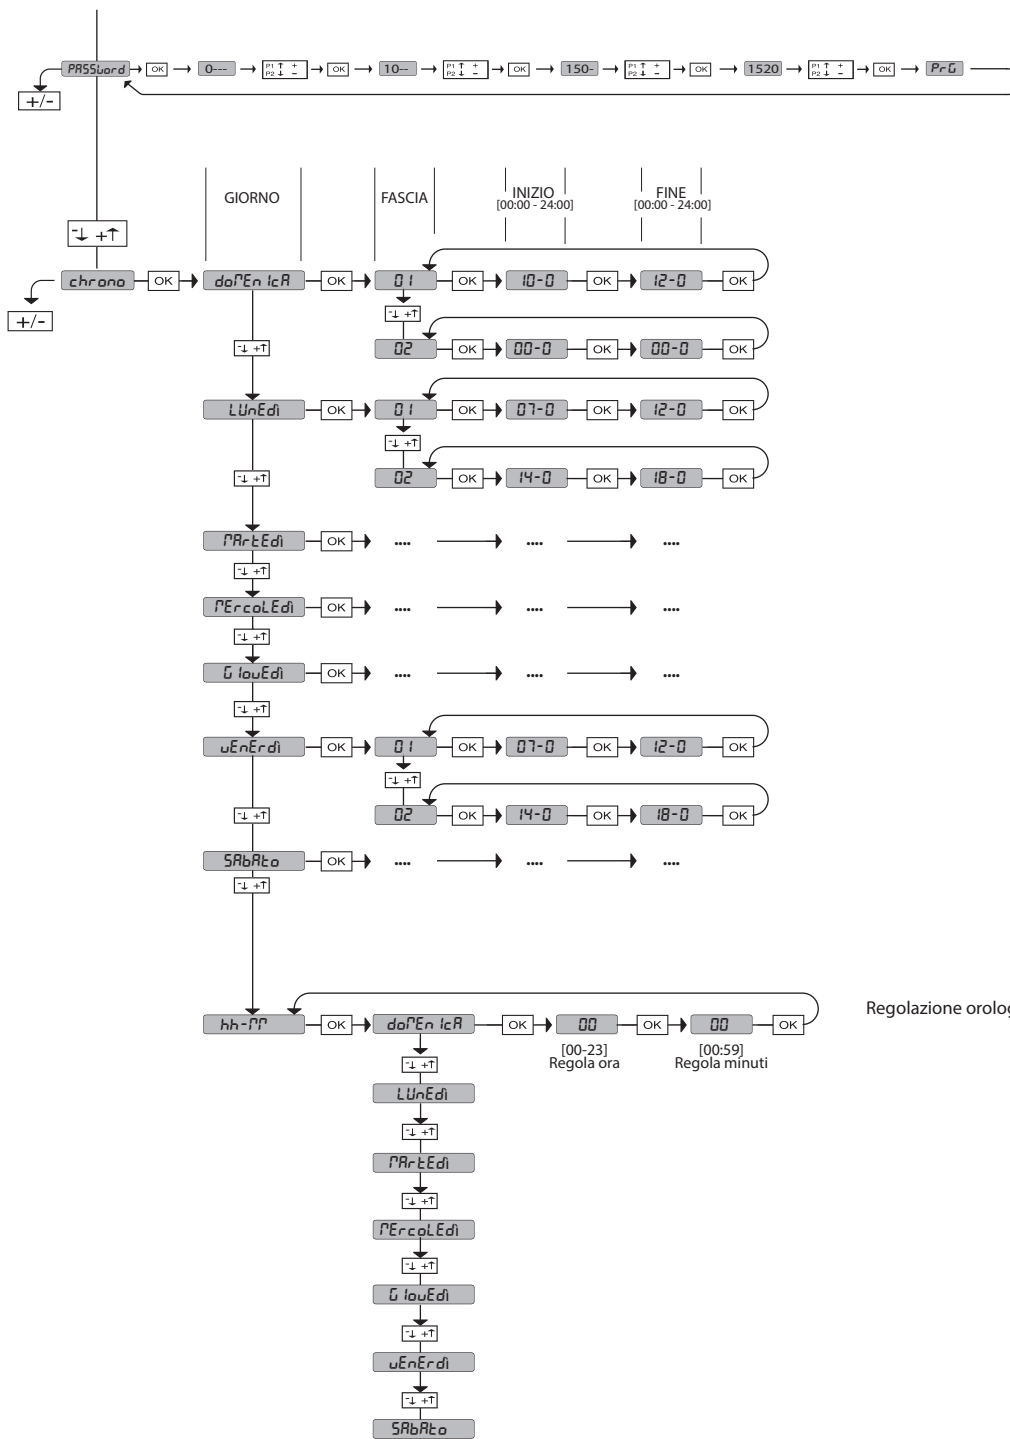 PASSword OK 0--- P1 ↑ + P2 ↓ - OK 10-- P1 ↑ + P2 ↓ - OK 150- P1 ↑ + P2 ↓ - OK 1520 P1 ↑ + P2 ↓ - OK PrG
+/-
GIORNO FASCIA INIZIO FINE
[00:00 - 24:00] [00:00 - 24:00]
-↓ +↑
chrono OK doMEnIcA OK 01 OK 10-0 OK 12-0 OK
+/-
-↓ +↑
-↓ +↑
02 OK 00-0 OK 00-0 OK
LUnEdì OK 01 OK 07-0 OK 12-0 OK
-↓ +↑
-↓ +↑
02 OK 14-0 OK 18-0 OK
MArtEdì OK .... .... ....
-↓ +↑
MErcoLEdì OK .... .... ....
-↓ +↑
GIovEdì OK .... .... ....
-↓ +↑
vEnErdì OK 01 OK 07-0 OK 12-0 OK
-↓ +↑
-↓ +↑
02 OK 14-0 OK 18-0 OK
SAbAto OK .... .... ....
-↓ +↑
hh-MM OK doMEnIcA OK 00 OK 00 OK Regolazione orolog
[00-23] [00:59]
Regola ora Regola minuti
-↓ +↑
LUnEdì
-↓ +↑
MArtEdì
-↓ +↑
MErcoLEdì
-↓ +↑
GIovEdì
-↓ +↑
vEnErdì
-↓ +↑
SAbAto